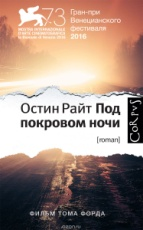 73
Гран-при
Венецианского
фестиваля
2016
Остин Райт Под
покровом ночи
[roman]
CORPUS
ФИЛЬМ ТОМА ФОРДА